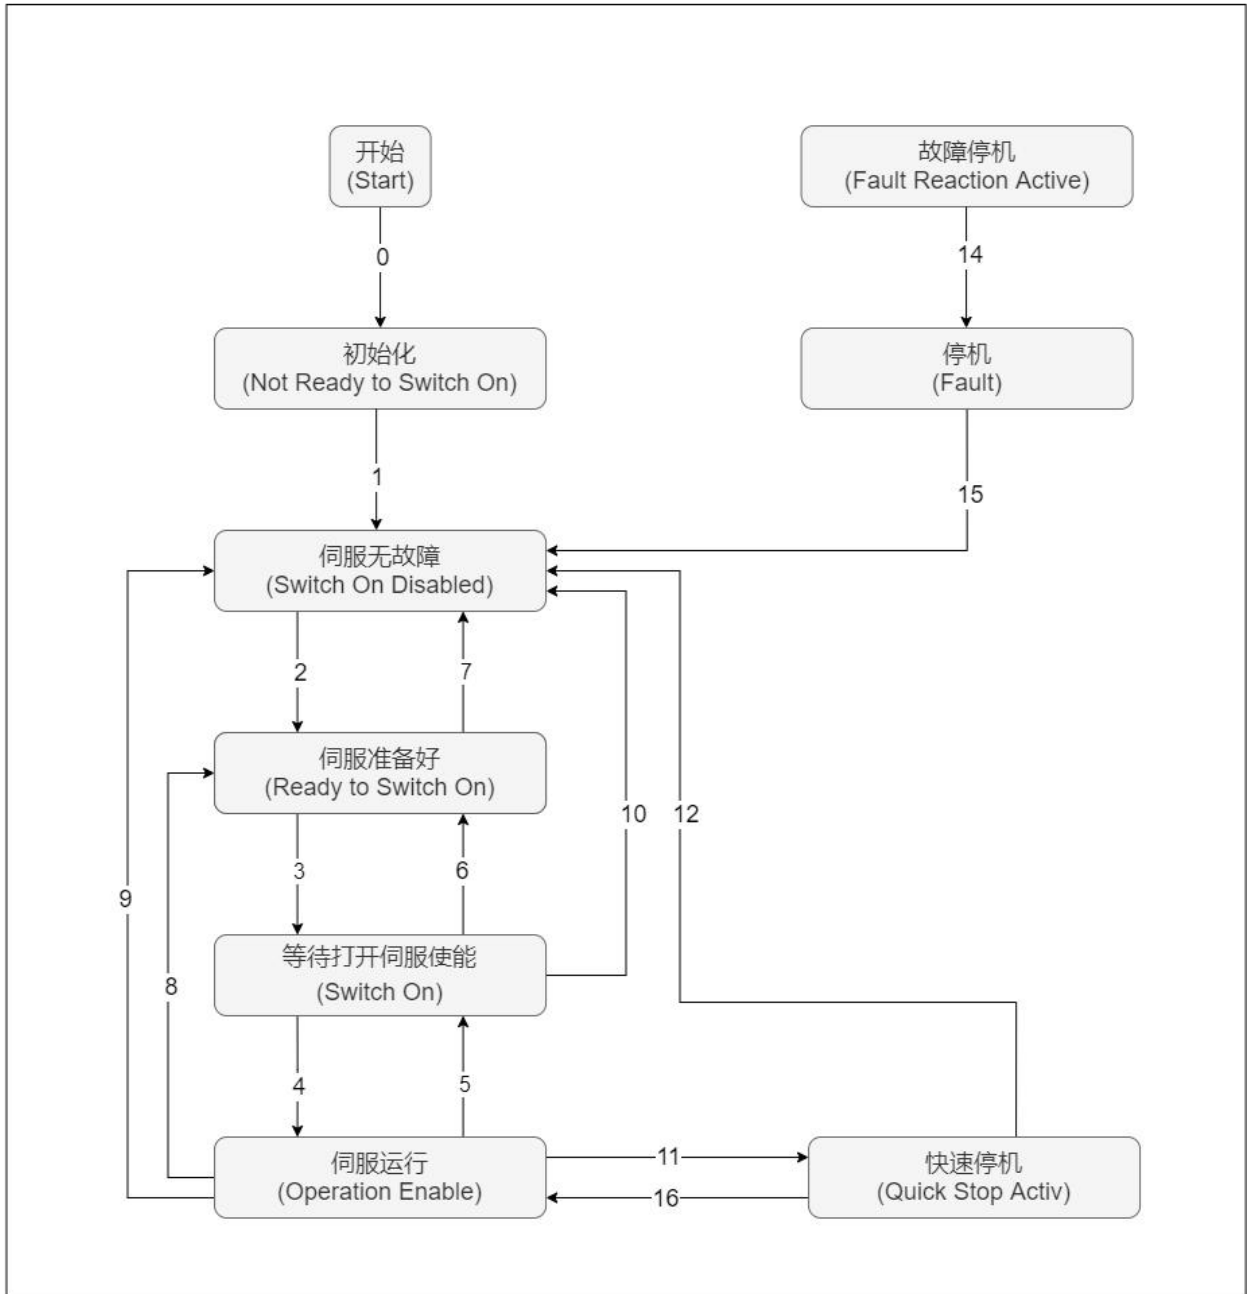 开始
(Start)
故障停机
(Fault Reaction Active)
0
14
初始化
(Not Ready to Switch On)
停机
(Fault)
1
15
伺服无故障
(Switch On Disabled)
2
7
伺服准备好
(Ready to Switch On)
10
12
3
6
9
等待打开伺服使能
(Switch On)
8
4
5
伺服运行
(Operation Enable)
11
16
快速停机
(Quick Stop Activ)